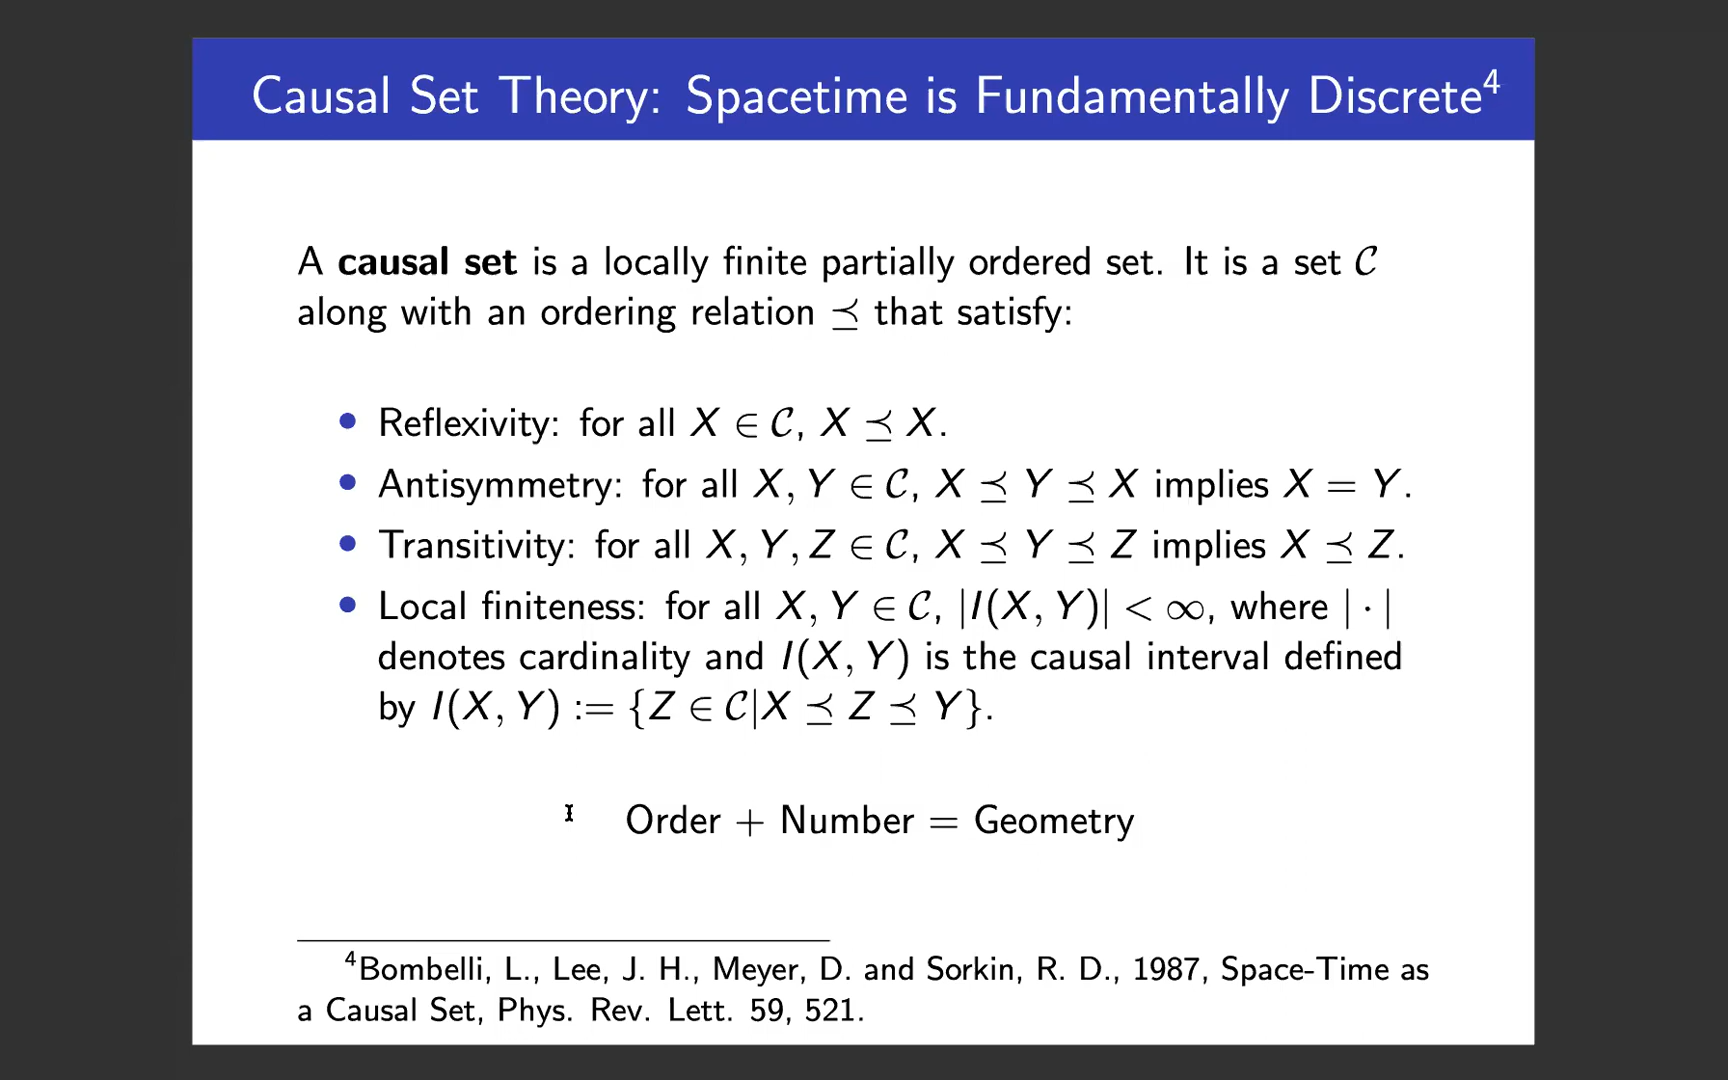 Causal Set Theory: Spacetime is Fundamentally Discrete⁴
A causal set is a locally finite partially ordered set. It is a set 𝒞
along with an ordering relation ⪯ that satisfy:
• Reflexivity: for all X ∈ 𝒞, X ⪯ X.
• Antisymmetry: for all X, Y ∈ 𝒞, X ⪯ Y ⪯ X implies X = Y.
• Transitivity: for all X, Y, Z ∈ 𝒞, X ⪯ Y ⪯ Z implies X ⪯ Z.
• Local finiteness: for all X, Y ∈ 𝒞, |I(X, Y)| < ∞, where | · |
denotes cardinality and I(X, Y) is the causal interval defined
by I(X, Y) := {Z ∈ 𝒞|X ⪯ Z ⪯ Y}.
Order + Number = Geometry
⁴Bombelli, L., Lee, J. H., Meyer, D. and Sorkin, R. D., 1987, Space-Time as
a Causal Set, Phys. Rev. Lett. 59, 521.